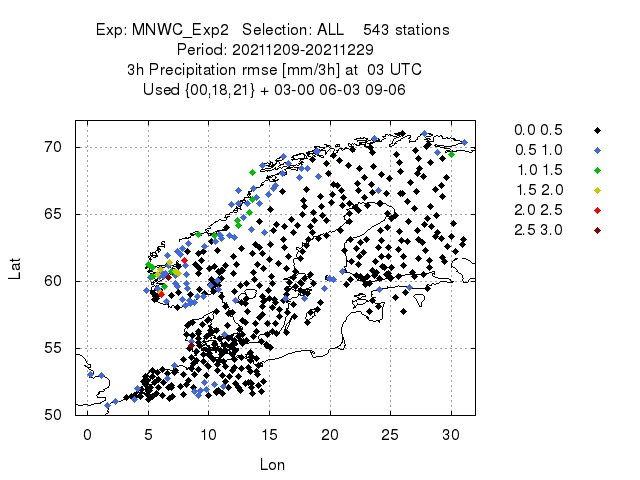 Exp: MNWC_Exp2   Selection: ALL    543 stations
Period: 20211209-20211229
3h Precipitation rmse [mm/3h] at  03 UTC
Used {00,18,21} + 03-00 06-03 09-06
0.0 0.5
0.5 1.0
1.0 1.5
1.5 2.0
2.0 2.5
2.5 3.0
70
65
60
55
50
Lat
0 5 10 15 20 25 30
Lon